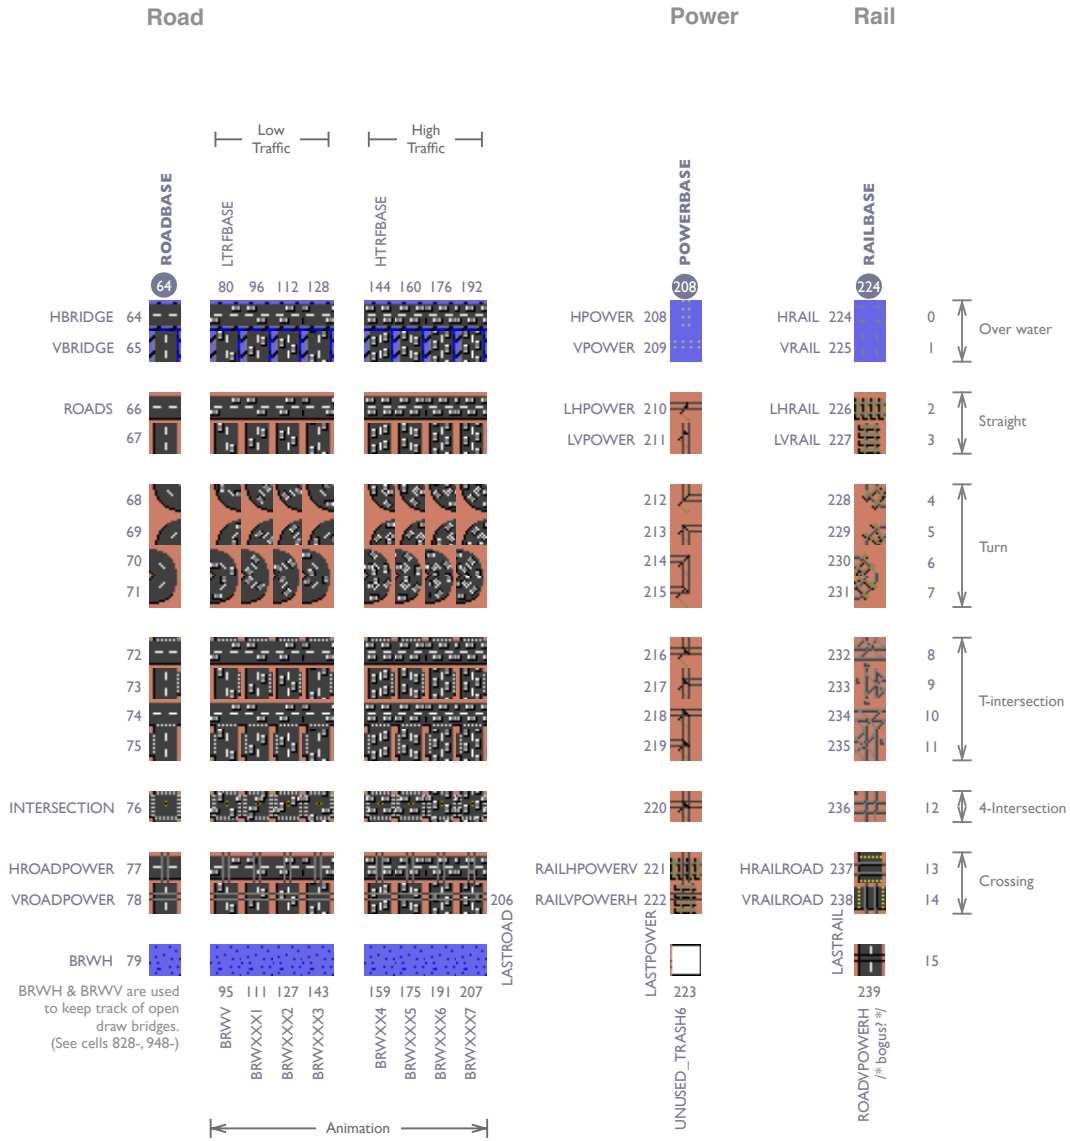 Road Power Rail
Low Traffic
High Traffic
ROADBASE
LTRFBASE
HTRFBASE
POWERBASE
RAILBASE
64 80 96 112 128 144 160 176 192 208 224
HBRIDGE 64 HPOWER 208 HRAIL 224 0
Over water
VBRIDGE 65 VPOWER 209 VRAIL 225 1
ROADS 66 LHPOWER 210 LHRAIL 226 2
Straight
67 LVPOWER 211 LVRAIL 227 3
68 212 228 4
69 213 229 5
Turn
70 214 230 6
71 215 231 7
72 216 232 8
73 217 233 9
T-intersection
74 218 234 10
75 219 235 11
INTERSECTION 76 220 236 12 4-Intersection
HROADPOWER 77 RAILHPOWERV 221 HRAILROAD 237 13
Crossing
VROADPOWER 78 206 RAILVPOWERH 222 VRAILROAD 238 14
LASTROAD
LASTPOWER
LASTRAIL
BRWH 79 15
BRWH & BRWV are used
to keep track of open
draw bridges.
(See cells 828-, 948-)
95 111 127 143 159 175 191 207 223 239
BRWV
BRWXXX1
BRWXXX2
BRWXXX3
BRWXX4
BRWXXX5
BRWXXX6
BRWXXX7
UNUSED_TRASH6
ROADVPOWERH
/* bogus? */
Animation